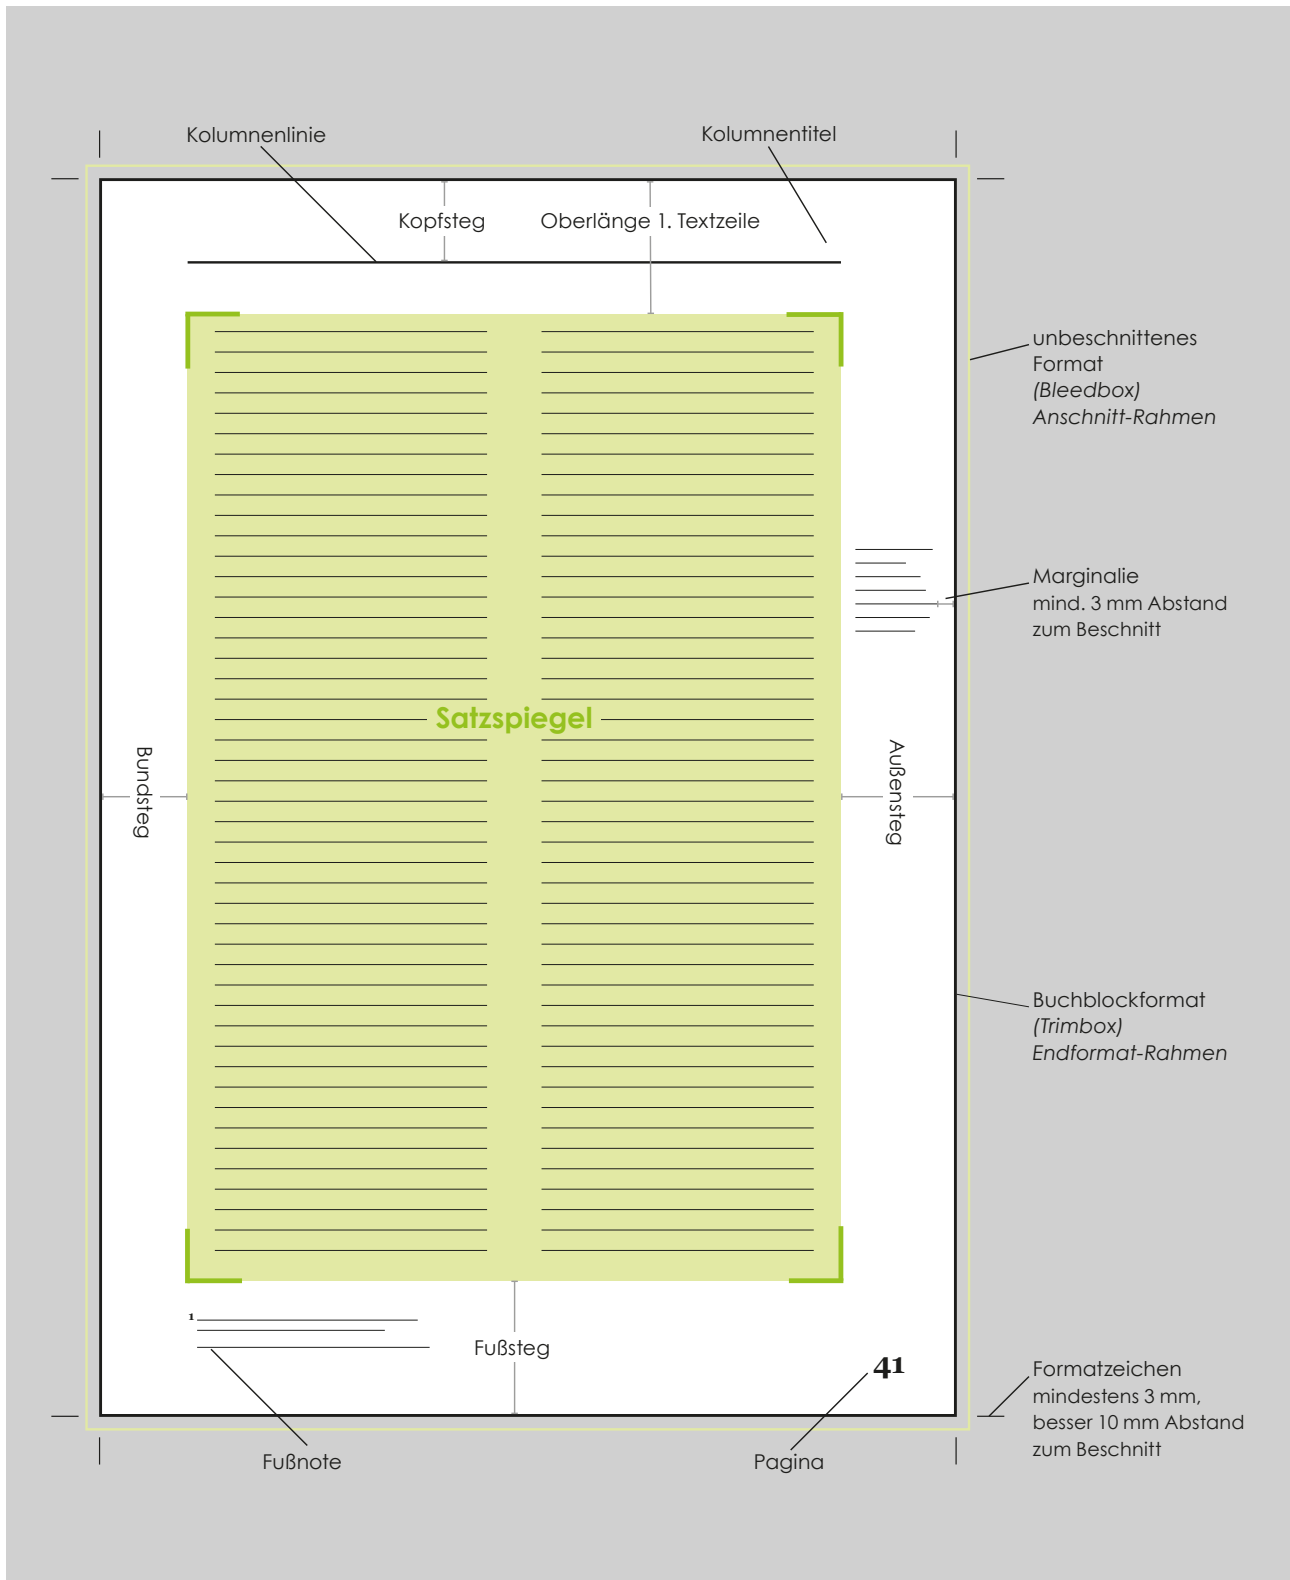 Kolumnenlinie
Kolumnentitel
Kopfsteg
Oberlänge 1. Textzeile
unbeschnittenes
Format
(Bleedbox)
Anschnitt-Rahmen
Marginalie
mind. 3 mm Abstand
zum Beschnitt
Satzspiegel
Bundsteg
Außensteg
Buchblockformat
(Trimbox)
Endformat-Rahmen
1
Fußsteg
41
Formatzeichen
mindestens 3 mm,
besser 10 mm Abstand
zum Beschnitt
Fußnote
Pagina